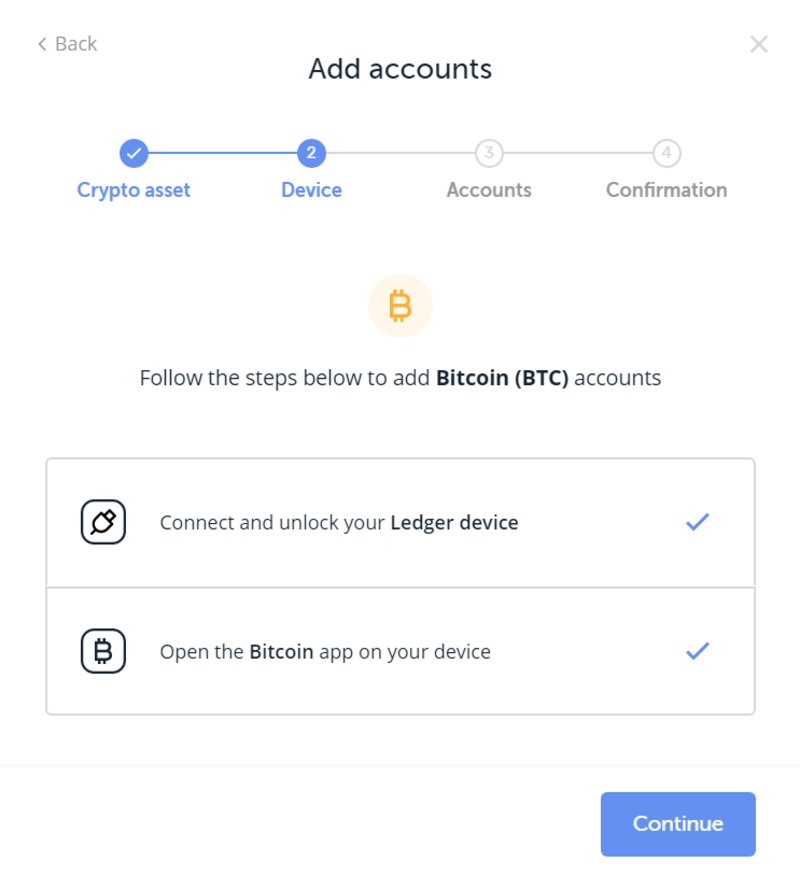 Back
Add accounts
2
3
4
Crypto asset
Device
Accounts
Confirmation
Follow the steps below to add Bitcoin (BTC) accounts
Connect and unlock your Ledger device
Open the Bitcoin app on your device
Continue